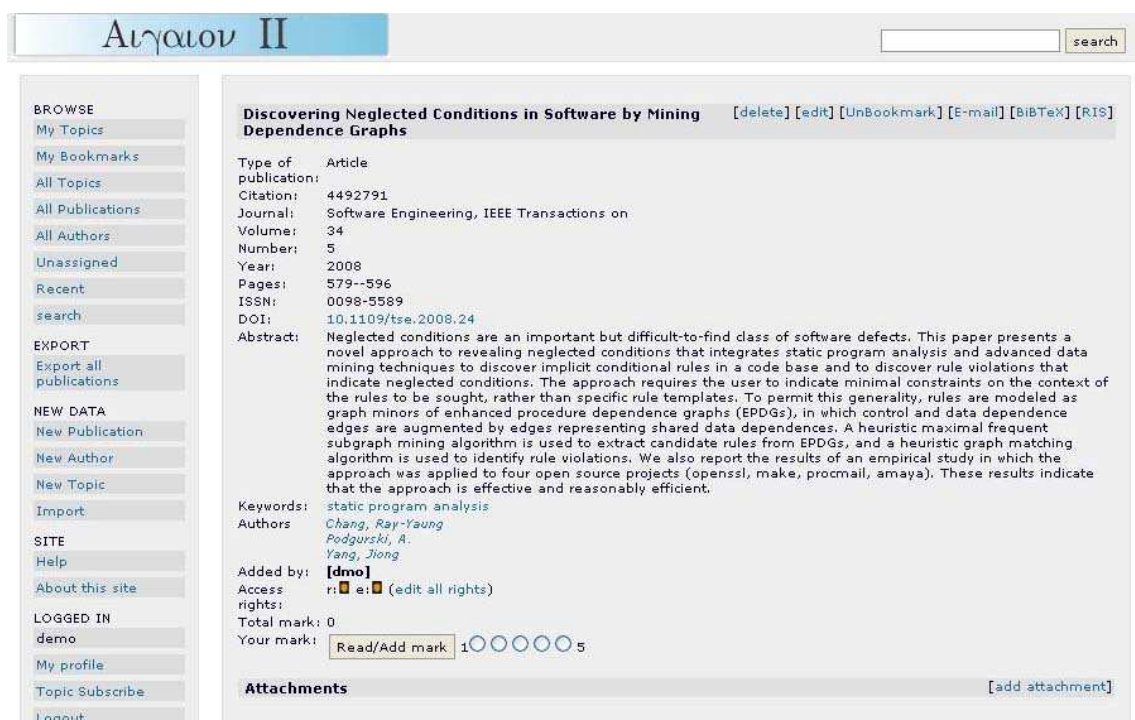 Αιγαιον II
search
BROWSE
My Topics
My Bookmarks
All Topics
All Publications
All Authors
Unassigned
Recent
search
EXPORT
Export all
publications
NEW DATA
New Publication
New Author
New Topic
Import
SITE
Help
About this site
LOGGED IN
demo
My profile
Topic Subscribe
Logout
Discovering Neglected Conditions in Software by Mining
Dependence Graphs
[delete] [edit] [UnBookmark] [E-mail] [BiBTeX] [RIS]
Type of
publication:
Article
Citation: 4492791
Journal: Software Engineering, IEEE Transactions on
Volume: 34
Number: 5
Year: 2008
Pages: 579--596
ISSN: 0098-5589
DOI: 10.1109/tse.2008.24
Abstract: Neglected conditions are an important but difficult-to-find class of software defects. This paper presents a
novel approach to revealing neglected conditions that integrates static program analysis and advanced data
mining techniques to discover implicit conditional rules in a code base and to discover rule violations that
indicate neglected conditions. The approach requires the user to indicate minimal constraints on the context of
the rules to be sought, rather than specific rule templates. To permit this generality, rules are modeled as
graph minors of enhanced procedure dependence graphs (EPDGs), in which control and data dependence
edges are augmented by edges representing shared data dependences. A heuristic maximal frequent
subgraph mining algorithm is used to extract candidate rules from EPDGs, and a heuristic graph matching
algorithm is used to identify rule violations. We also report the results of an empirical study in which the
approach was applied to four open source projects (openssl, make, procmail, amaya). These results indicate
that the approach is effective and reasonably efficient.
Keywords: static program analysis
Authors Chang, Ray-Yaung
Podgurski, A.
Yang, Jiong
Added by: [dmo]
Access
rights:
r: e: (edit all rights)
Total mark: 0
Your mark: Read/Add mark 1 5
Attachments [add attachment]